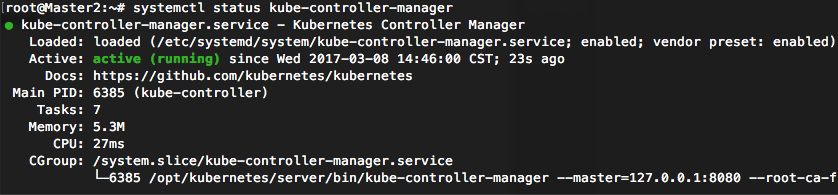 [root@Master2:~# systemctl status kube-controller-manager
● kube-controller-manager.service - Kubernetes Controller Manager
Loaded: loaded (/etc/systemd/system/kube-controller-manager.service; enabled; vendor preset: enabled)
Active: active (running) since Wed 2017-03-08 14:46:00 CST; 23s ago
Docs: https://github.com/kubernetes/kubernetes
Main PID: 6385 (kube-controller)
Tasks: 7
Memory: 5.3M
CPU: 27ms
CGroup: /system.slice/kube-controller-manager.service
└─6385 /opt/kubernetes/server/bin/kube-controller-manager --master=127.0.0.1:8080 --root-ca-f